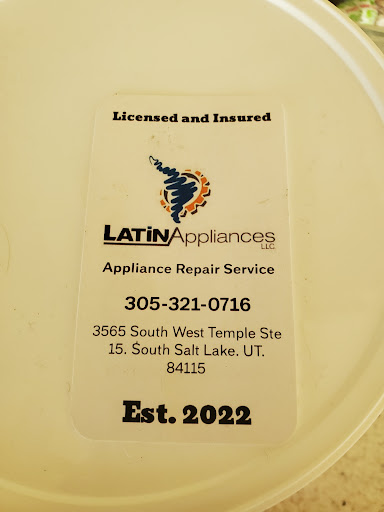 Licensed and Insured
LATINAppliances
LLC
Appliance Repair Service
305-321-0716
3565 South West Temple Ste
15. South Salt Lake. UT.
84115
Est. 2022